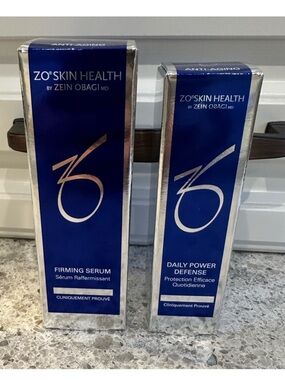 ANTI-AGING
ZO® SKIN HEALTH
BY ZEIN OBAGI MD
FIRMING SERUM
Sérum Raffermissant
CLINIQUEMENT PROUVÉ
ANTI-AGING
ZO® SKIN HEALTH
BY ZEIN OBAGI MD
DAILY POWER
DEFENSE
Protection Efficace
Quotidienne
Cliniquement Prouvé